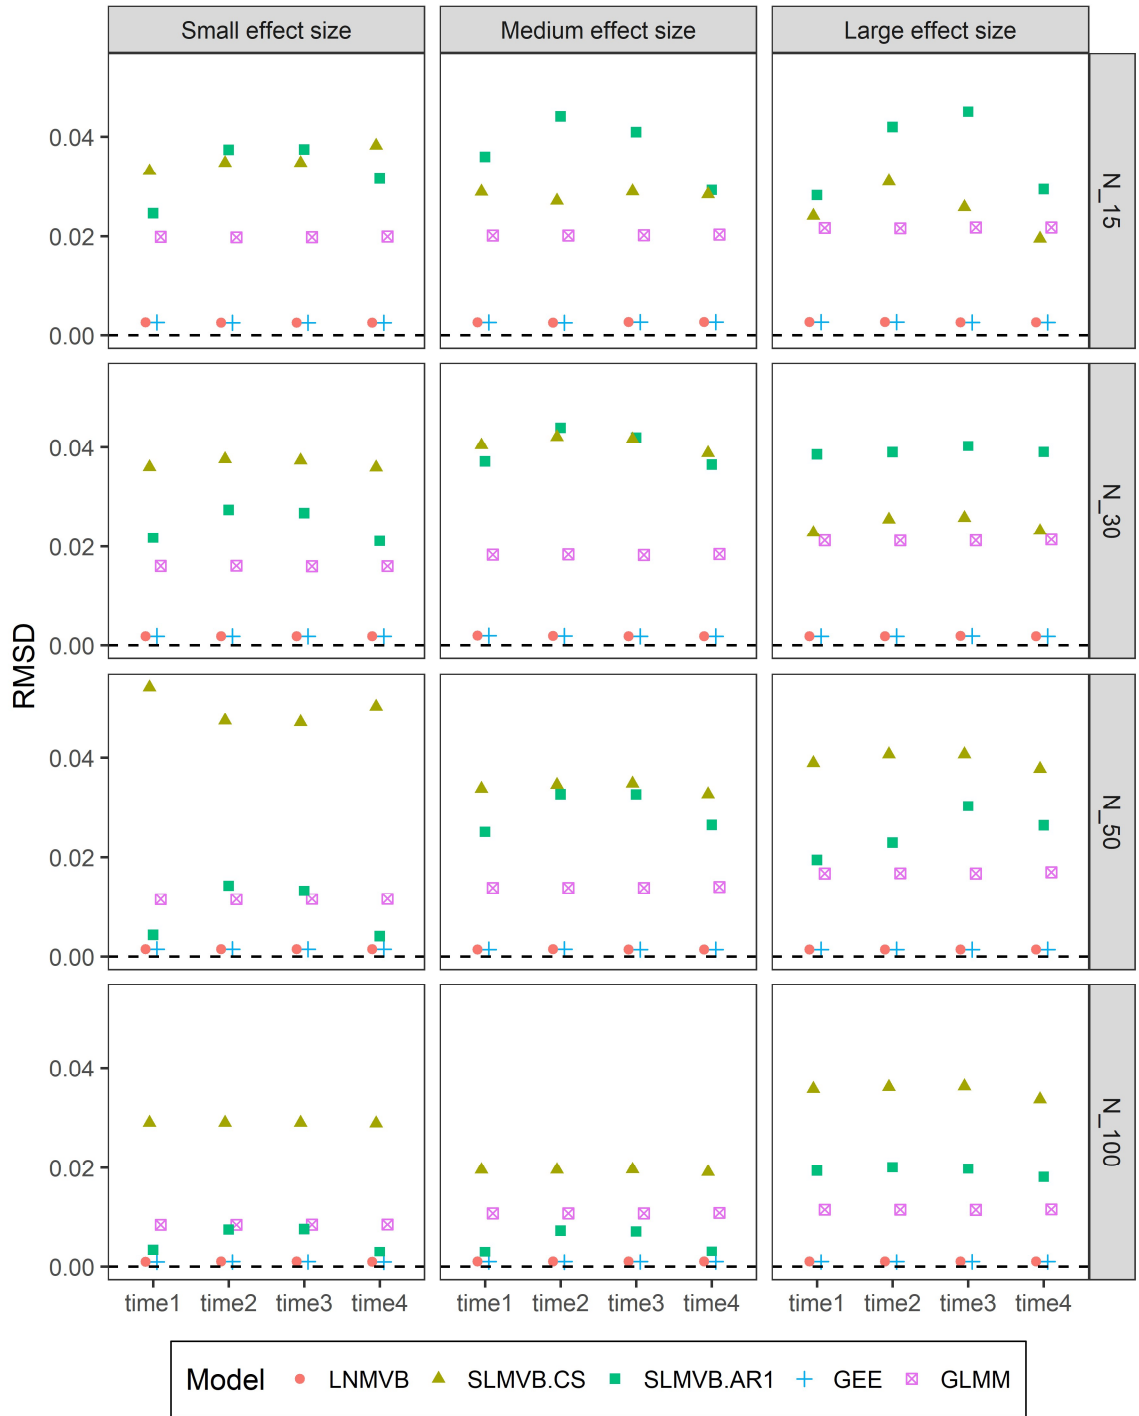 Small effect size
Medium effect size
Large effect size
RMSD
0.04
0.02
0.00
N_15
0.04
0.02
0.00
N_30
0.04
0.02
0.00
N_50
0.04
0.02
0.00
N_100
time1 time2 time3 time4
time1 time2 time3 time4
time1 time2 time3 time4
Model LNMVB SLMVB.CS SLMVB.AR1 GEE GLMM